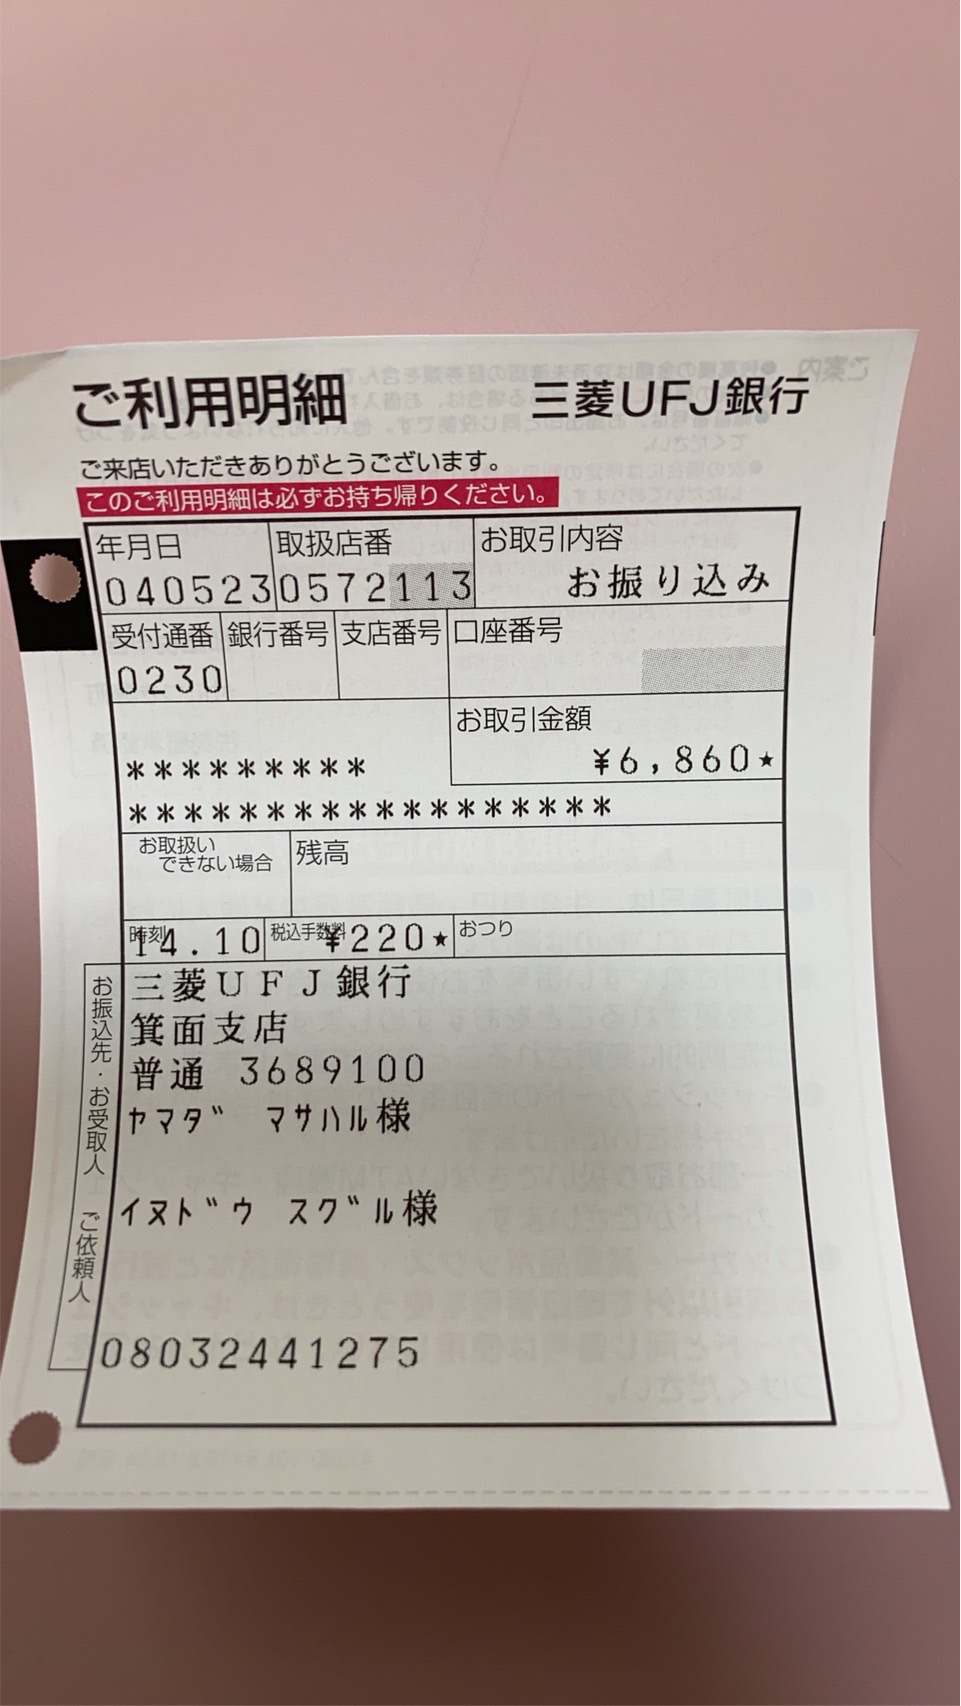 ご利用明細 三菱UFJ銀行
ご来店いただきありがとうございます。
このご利用明細は必ずお持ち帰りください。
年月日 取扱店番 お取引内容
040523 0572113 お振り込み
受付通番 銀行番号 支店番号 口座番号
0230
お取引金額
¥6,860★
*********
******************
お取扱いできない場合 残高
時刻 税込手数料 おつり
14.10 ¥220★
お振込先・お受取人 ご依頼人
三菱UFJ銀行
箕面支店
普通 3689100
ヤマダ マサハル様
イヌドウ スグル様
08032441275